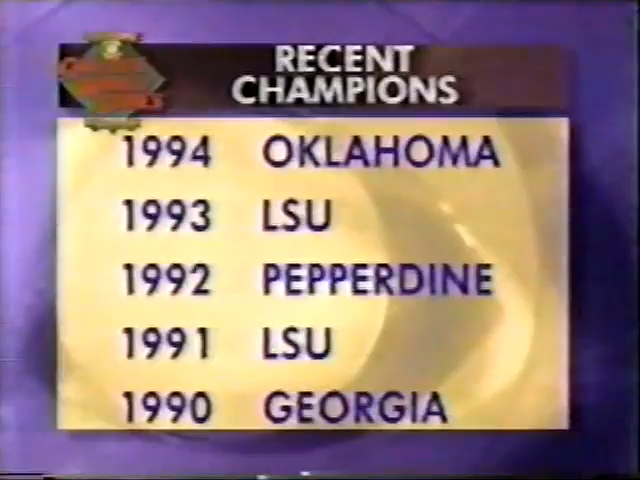 RECENT
CHAMPIONS
1994 OKLAHOMA
1993 LSU
1992 PEPPERDINE
1991 LSU
1990 GEORGIA